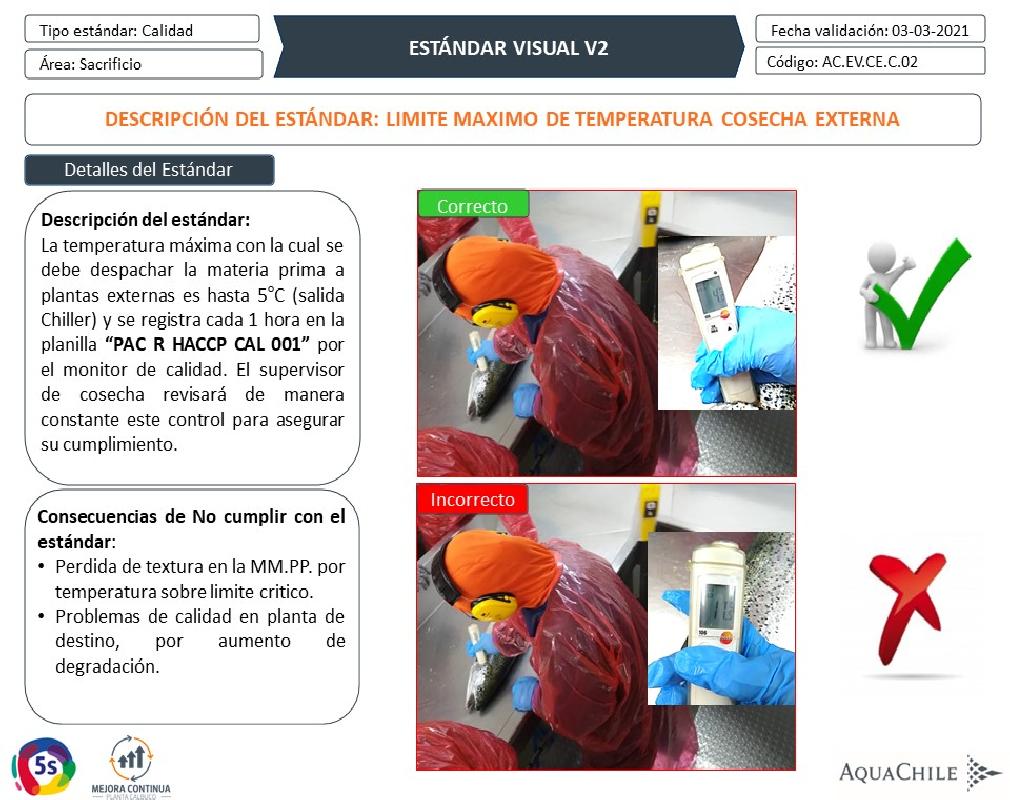 Tipo estándar: Calidad
Área: Sacrificio
ESTÁNDAR VISUAL V2
Fecha validación: 03-03-2021
Código: AC.EV.CE.C.02
DESCRIPCIÓN DEL ESTÁNDAR: LIMITE MAXIMO DE TEMPERATURA COSECHA EXTERNA
Detalles del Estándar
Descripción del estándar:
La temperatura máxima con la cual se
debe despachar la materia prima a
plantas externas es hasta 5°C (salida
Chiller) y se registra cada 1 hora en la
planilla “PAC R HACCP CAL 001” por
el monitor de calidad. El supervisor
de cosecha revisará de manera
constante este control para asegurar
su cumplimiento.
Consecuencias de No cumplir con el
estándar:
• Perdida de textura en la MM.PP. por
temperatura sobre limite critico.
• Problemas de calidad en planta de
destino, por aumento de
degradación.
Correcto
Incorrecto
5s
MEJORA CONTINUA
PLANTA CALBUCO
AQUACHILE